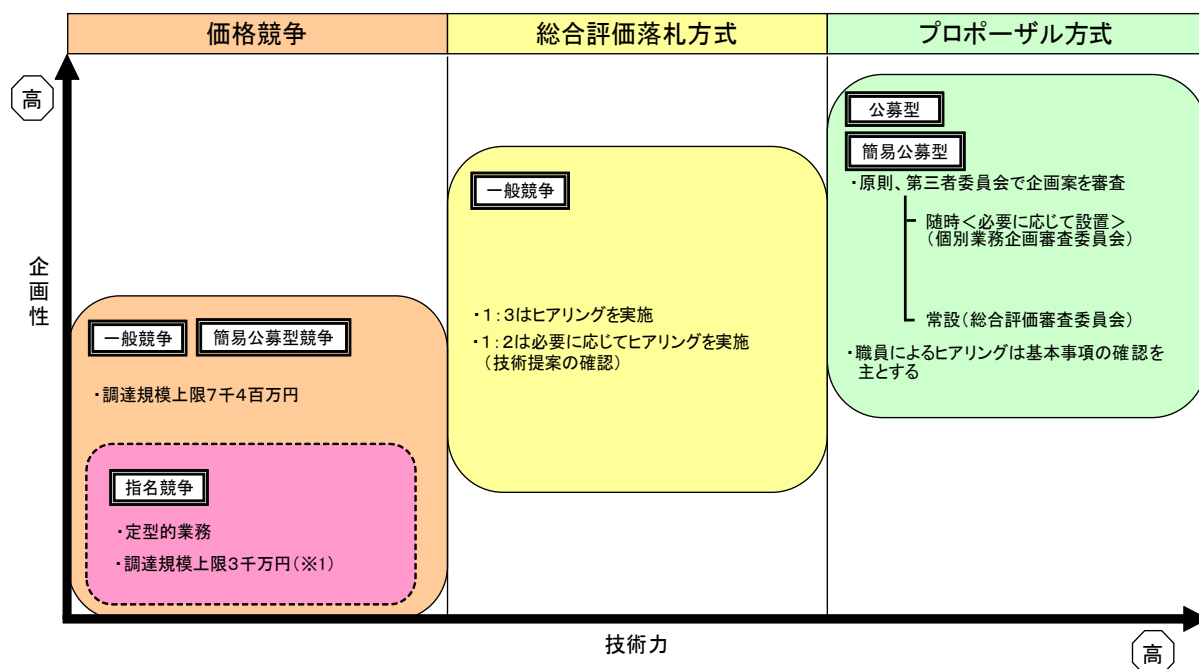 価格競争
総合評価落札方式
プロポーザル方式
高
企画性
一般競争
簡易公募型競争
・調達規模上限7千4百万円
指名競争
・定型的業務
・調達規模上限3千万円(※1)
一般競争
・1:3はヒアリングを実施
・1:2は必要に応じてヒアリングを実施
(技術提案の確認)
公募型
簡易公募型
・原則、第三者委員会で企画案を審査
随時<必要に応じて設置>
(個別業務企画審査委員会)
常設(総合評価審査委員会)
・職員によるヒアリングは基本事項の確認を
主とする
技術力
高